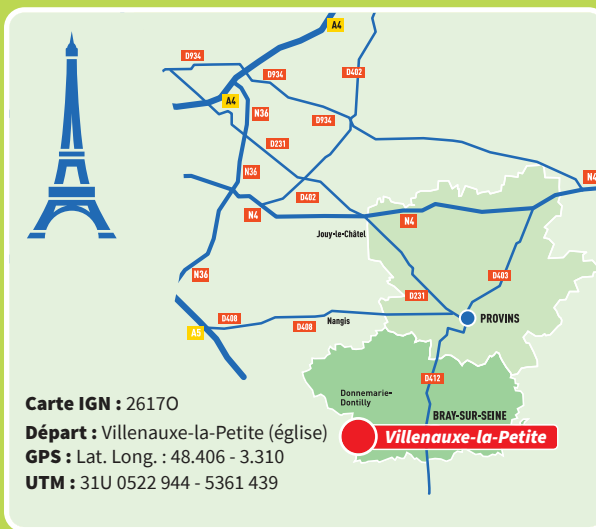 A4
D934
D934
D402
A4
N36
D934
D231
N36
N4
D402
N4
N4
Jouy-le-Châtel
N36
D403
D231
A5
D408
D408
Nangis
PROVINS
D412
Donnemarie-
Dontilly
BRAY-SUR-SEINE
Villenauxe-la-Petite
Carte IGN : 2617O
Départ : Villenauxe-la-Petite (église)
GPS : Lat. Long. : 48.406 - 3.310
UTM : 31U 0522 944 - 5361 439